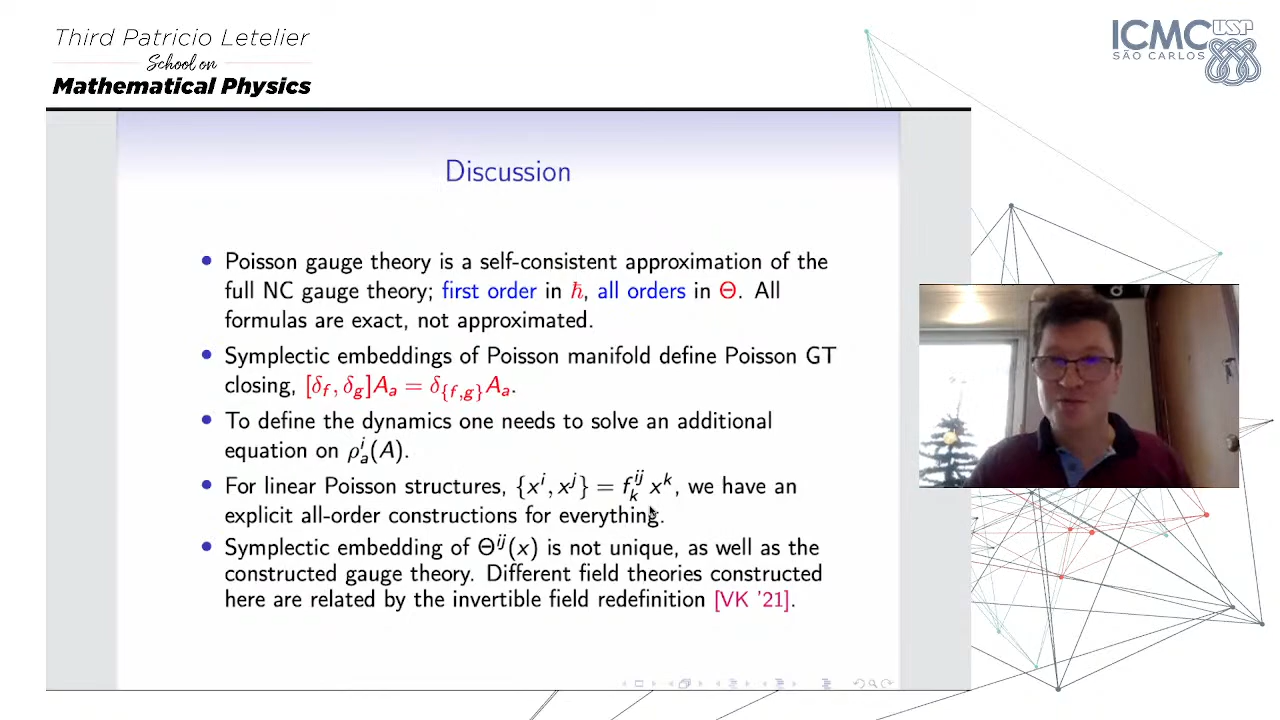 Third Patricio Letelier
School on
Mathematical Physics
ICMC USP
SÃO CARLOS
Discussion
• Poisson gauge theory is a self-consistent approximation of the
full NC gauge theory; first order in ℏ, all orders in Θ. All
formulas are exact, not approximated.
• Symplectic embeddings of Poisson manifold define Poisson GT
closing, [δ_f, δ_g]A_a = δ_{f,g}A_a.
• To define the dynamics one needs to solve an additional
equation on ρ_a^i(A).
• For linear Poisson structures, {x^i, x^j} = f_k^{ij} x^k, we have an
explicit all-order constructions for everything.
• Symplectic embedding of Θ^{ij}(x) is not unique, as well as the
constructed gauge theory. Different field theories constructed
here are related by the invertible field redefinition [VK '21].